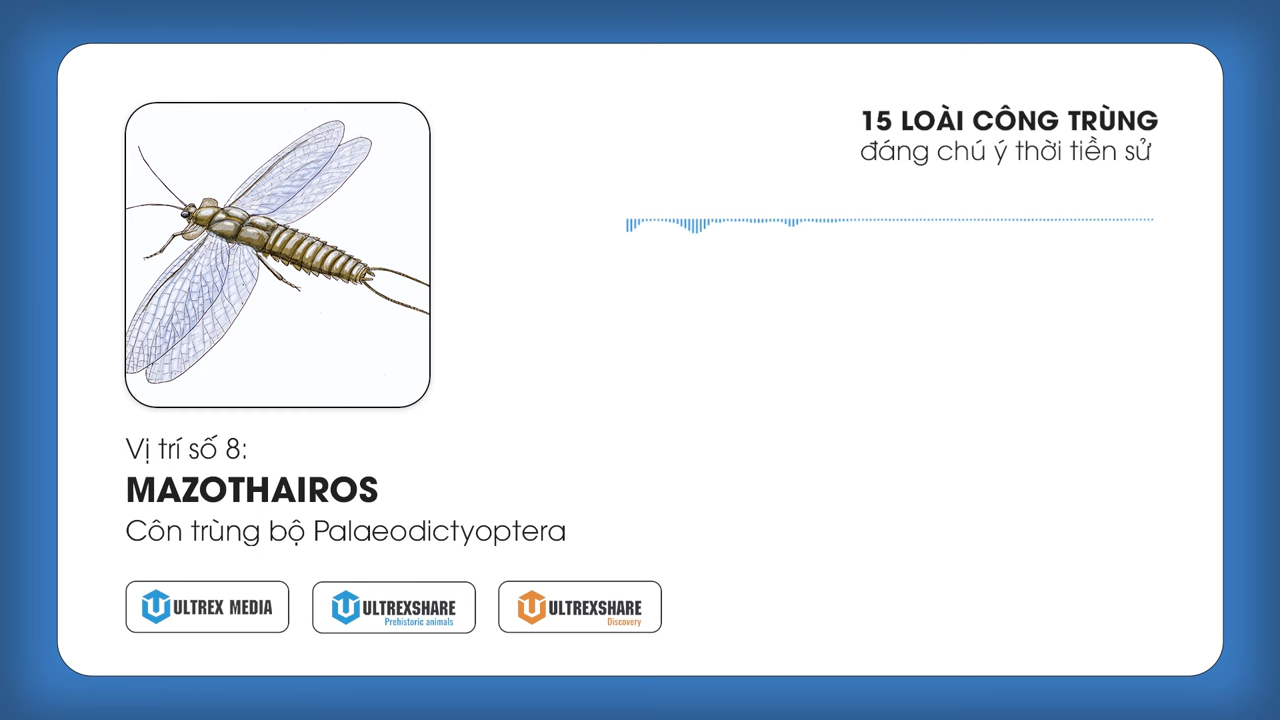 15 LOÀI CÔNG TRÙNG
đáng chú ý thời tiền sử
Vị trí số 8:
MAZOTHAIROS
Côn trùng bộ Palaeodictyoptera
ULTREX MEDIA
ULTREXSHARE
Prehistoric animals
ULTREXSHARE
Discovery